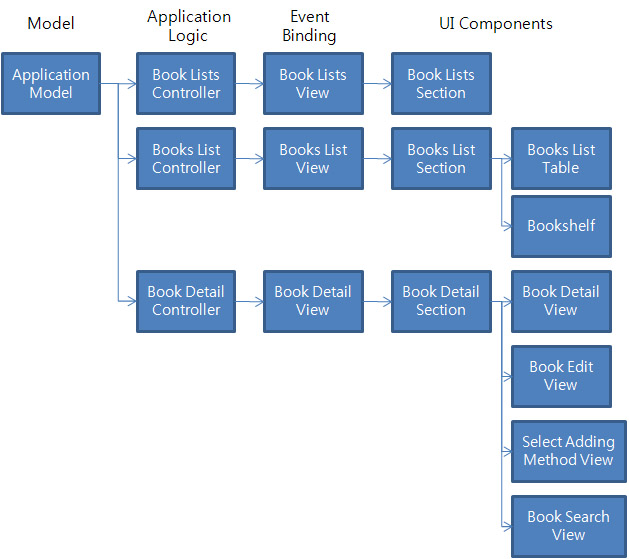 Model
Application
Logic
Event
Binding
UI Components
Application
Model
Book Lists
Controller
Book Lists
View
Book Lists
Section
Books List
Controller
Books List
View
Books List
Section
Books List
Table
Bookshelf
Book Detail
Controller
Book Detail
View
Book Detail
Section
Book Detail
View
Book Edit
View
Select Adding
Method View
Book Search
View